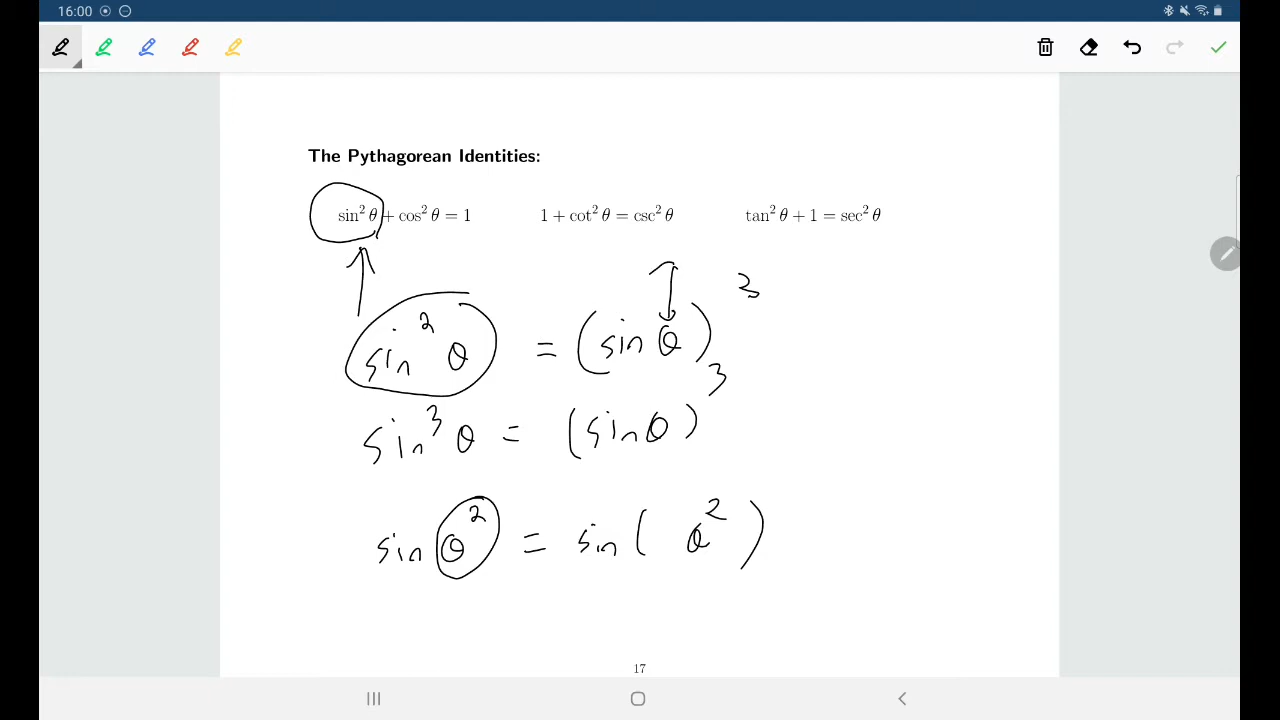 16:00
The Pythagorean Identities:
sin² θ + cos² θ = 1 1 + cot² θ = csc² θ tan² θ + 1 = sec² θ
3
sin² θ = (sin θ)
sin³ θ = (sin θ)³
sin θ² = sin( θ² )
17